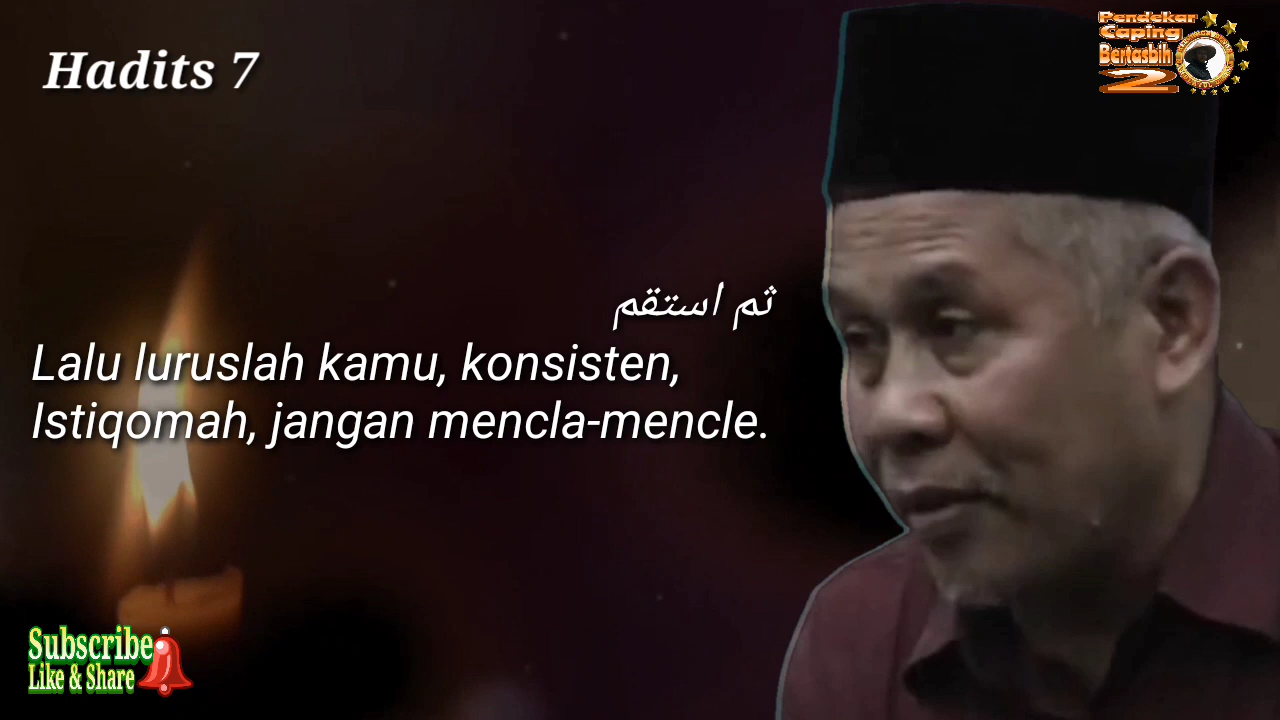 Hadits 7
Pendekar
Caping
Bertasbih
2
ثم استقم
Lalu luruslah kamu, konsisten,
Istiqomah, jangan mencla-mencle.
Subscribe
Like & Share